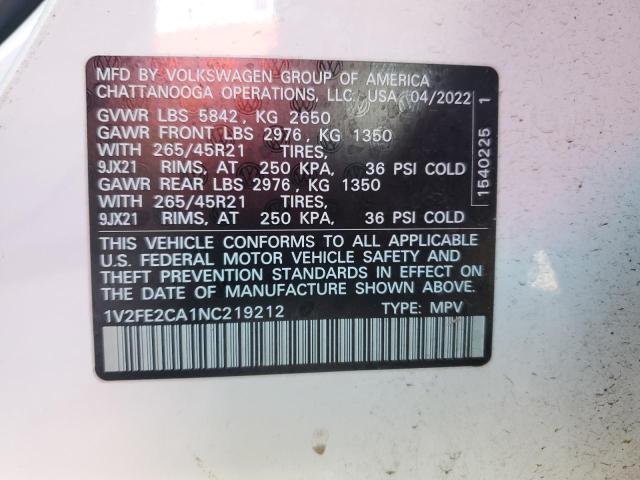 MFD BY VOLKSWAGEN GROUP OF AMERICA
CHATTANOOGA OPERATIONS, LLC. USA 04/2022
GVWR LBS 5842, KG 2650
GAWR FRONT LBS 2976, KG 1350
WITH 265/45R21 TIRES,
9JX21 RIMS, AT 250 KPA, 36 PSI COLD
GAWR REAR LBS 2976, KG 1350
WITH 265/45R21 TIRES,
9JX21 RIMS, AT 250 KPA, 36 PSI COLD
THIS VEHICLE CONFORMS TO ALL APPLICABLE
U.S. FEDERAL MOTOR VEHICLE SAFETY AND
THEFT PREVENTION STANDARDS IN EFFECT ON
THE DATE OF MANUFACTURE SHOWN ABOVE.
1V2FE2CA1NC219212 TYPE: MPV
1540225 1